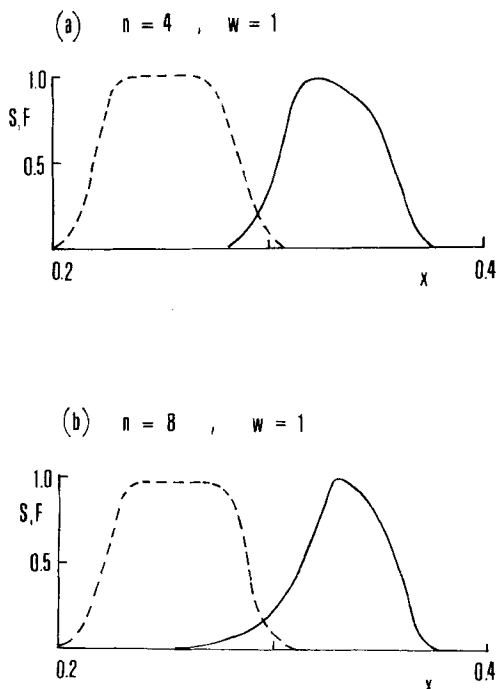 (a) n = 4 , w = 1
1.0
S,F
0.5
0.2
0.4
x
(b) n = 8 , w = 1
1.0
S,F
0.5
0.2
0.4
x